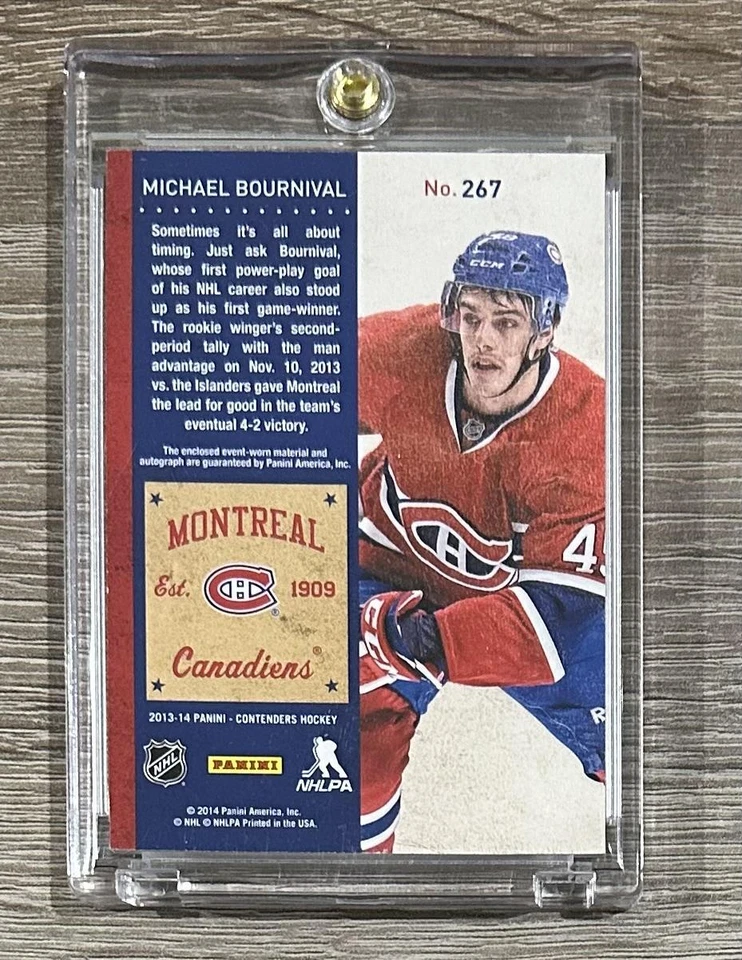 MICHAEL BOURNIVAL
No. 267
Sometimes it's all about
timing. Just ask Bournival,
whose first power-play goal
of his NHL career also stood
up as his first game-winner.
The rookie winger's second-
period tally with the man
advantage on Nov. 10, 2013
vs. the Islanders gave Montreal
the lead for good in the team's
eventual 4-2 victory.
The enclosed event-worn material and
autograph are guaranteed by Panini America, Inc.
MONTREAL
Est. 1909
Canadiens®
2013-14 PANINI - CONTENDERS HOCKEY
NHL
PANINI
NHLPA
© 2014 Panini America, Inc.
© NHL © NHLPA Printed in the USA.
CCM